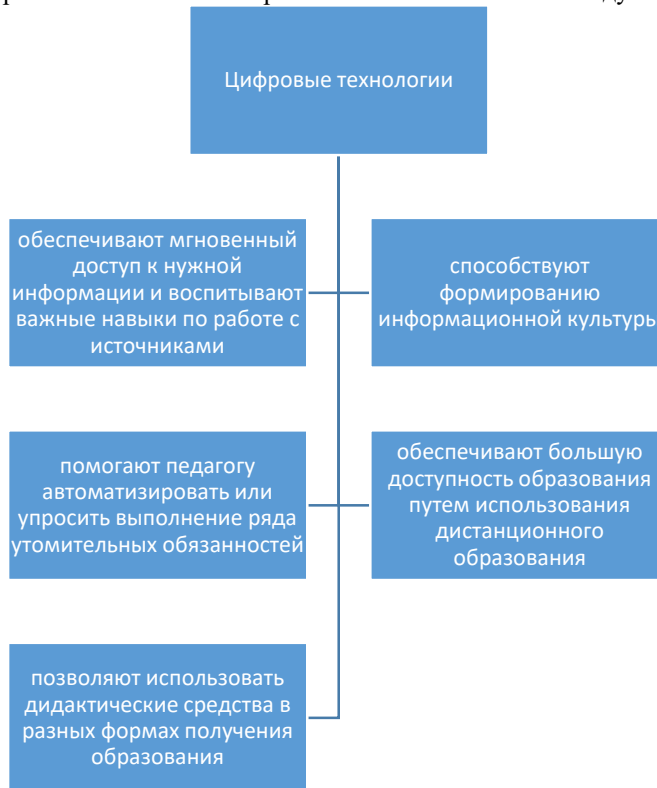 Цифровые технологии
обеспечивают мгновенный
доступ к нужной
информации и воспитывают
важные навыки по работе с
источниками
способствуют
формированию
информационной культуры
помогают педагогу
автоматизировать или
упросить выполнение ряда
утомительных обязанностей
обеспечивают большую
доступность образования
путем использования
дистанционного
образования
позволяют использовать
дидактические средства в
разных формах получения
образования